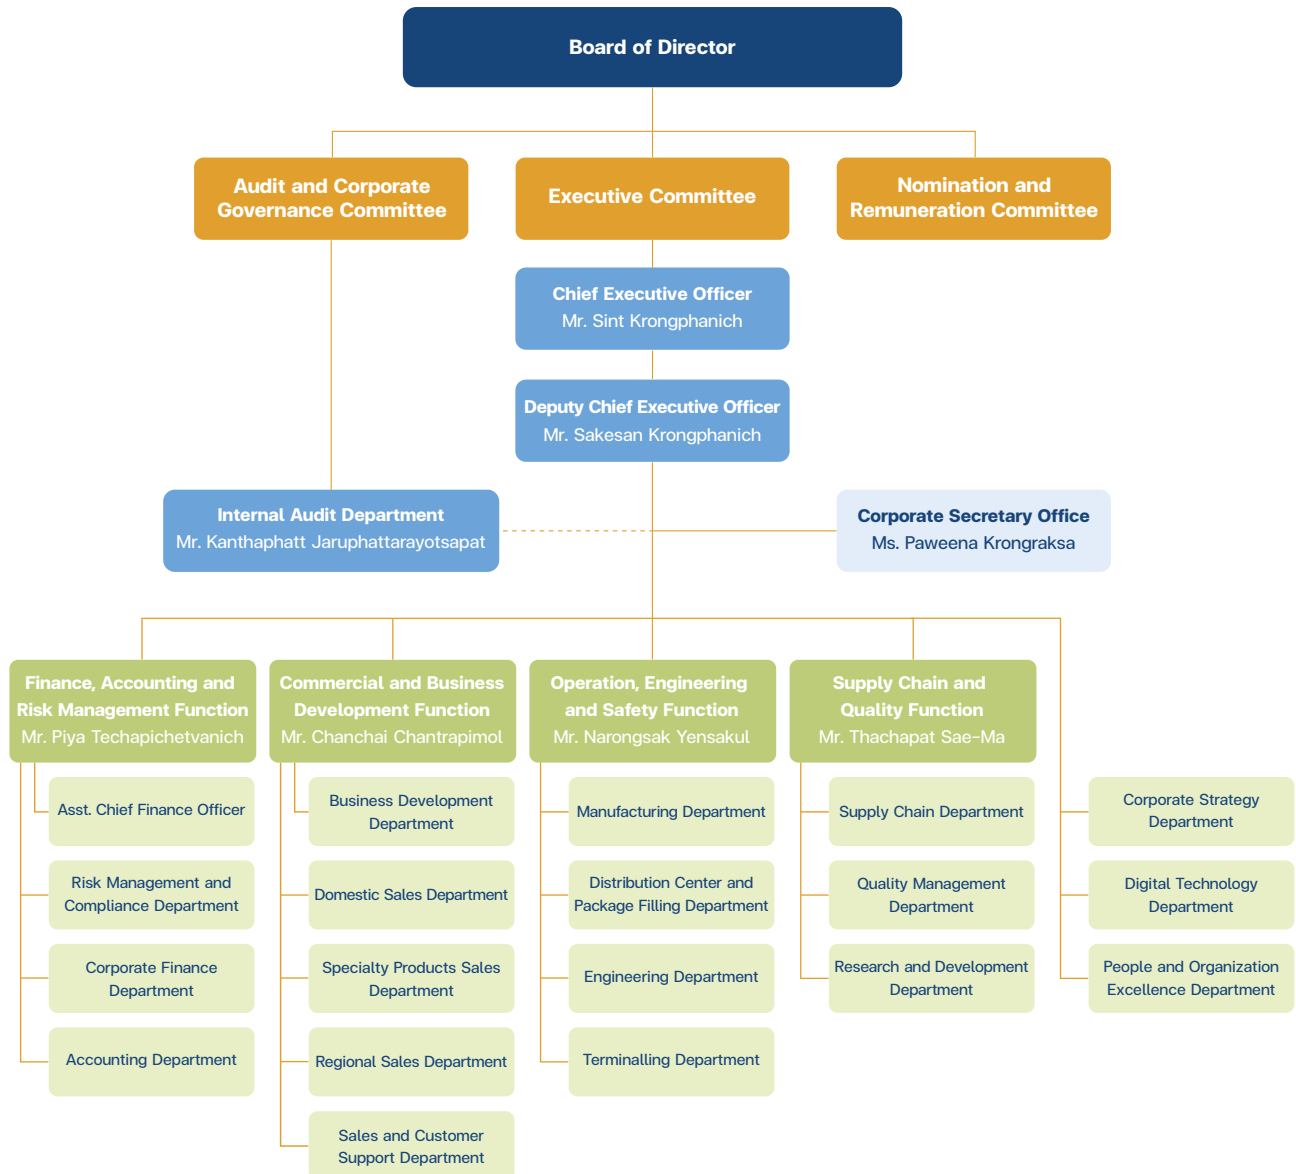 Board of Director
Audit and Corporate
Governance Committee
Executive Committee
Nomination and
Remuneration Committee
Chief Executive Officer
Mr. Sint Krongphanich
Deputy Chief Executive Officer
Mr. Sakesan Krongphanich
Internal Audit Department
Mr. Kanthaphatt Jaruphattarayotsapat
Corporate Secretary Office
Ms. Paweena Krongraksa
Finance, Accounting and
Risk Management Function
Mr. Piya Techapichetvanich
Commercial and Business
Development Function
Mr. Chanchai Chantrapimol
Operation, Engineering
and Safety Function
Mr. Narongsak Yensakul
Supply Chain and
Quality Function
Mr. Thachapat Sae-Ma
Asst. Chief Finance Officer
Risk Management and
Compliance Department
Corporate Finance
Department
Accounting Department
Business Development
Department
Domestic Sales Department
Specialty Products Sales
Department
Regional Sales Department
Sales and Customer
Support Department
Manufacturing Department
Distribution Center and
Package Filling Department
Engineering Department
Terminalling Department
Supply Chain Department
Quality Management
Department
Research and Development
Department
Corporate Strategy
Department
Digital Technology
Department
People and Organization
Excellence Department